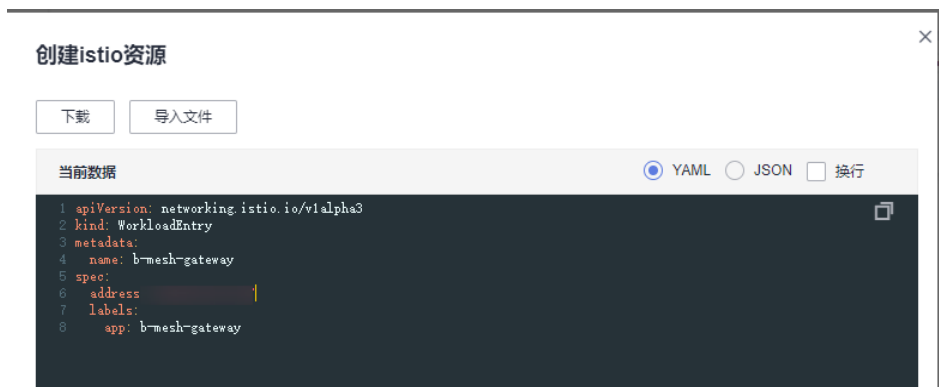 创建istio资源
下载 导入文件
当前数据 YAML JSON 换行
1 apiVersion: networking.istio.io/v1alpha3
2 kind: WorkloadEntry
3 metadata:
4   name: b-mesh-gateway
5 spec:
6   address
7   labels:
8     app: b-mesh-gateway